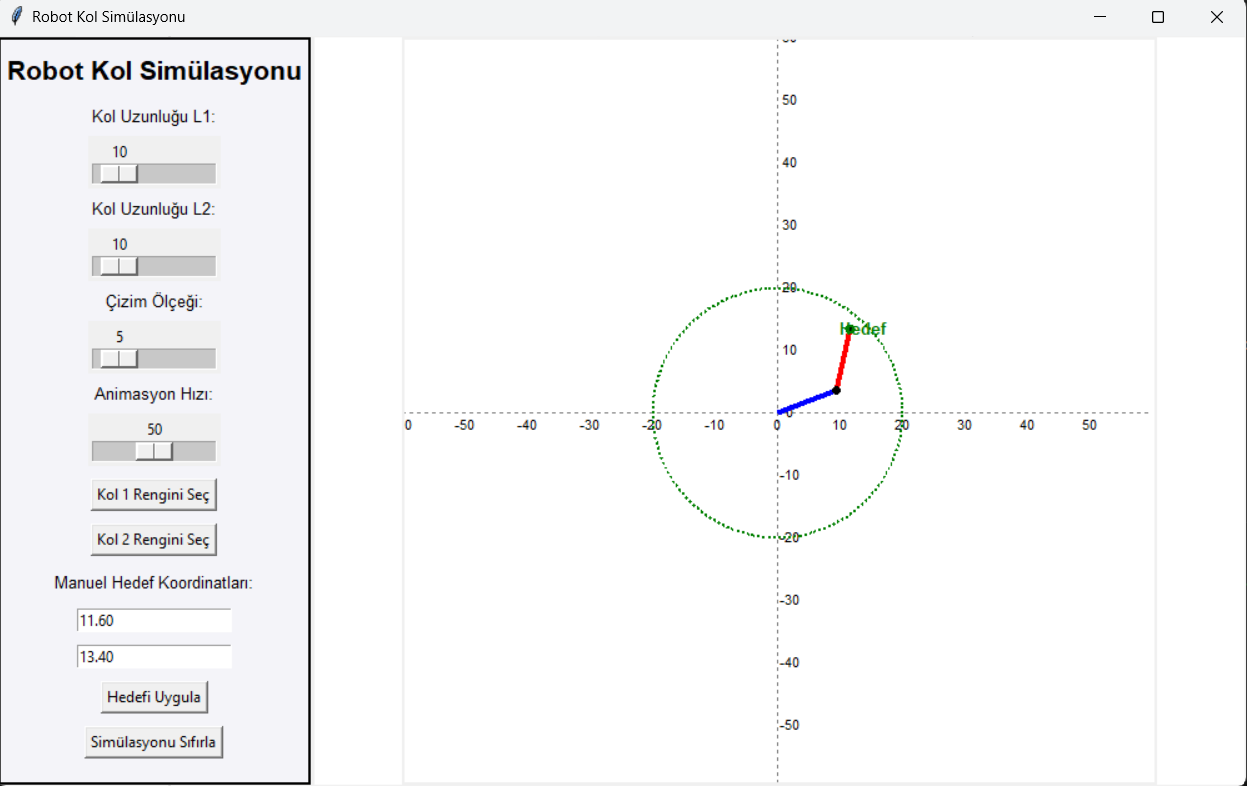 Robot Kol Simülasyonu
Robot Kol Simülasyonu
Kol Uzunluğu L1:
10
Kol Uzunluğu L2:
10
Çizim Ölçeği:
5
Animasyon Hızı:
50
Kol 1 Rengini Seç
Kol 2 Rengini Seç
Manuel Hedef Koordinatları:
11.60
13.40
Hedefi Uygula
Simülasyonu Sıfırla
50
40
30
20
Hedef
10
0
0 -50 -40 -30 -20 -10 0 10 20 30 40 50
-10
-20
-30
-40
-50